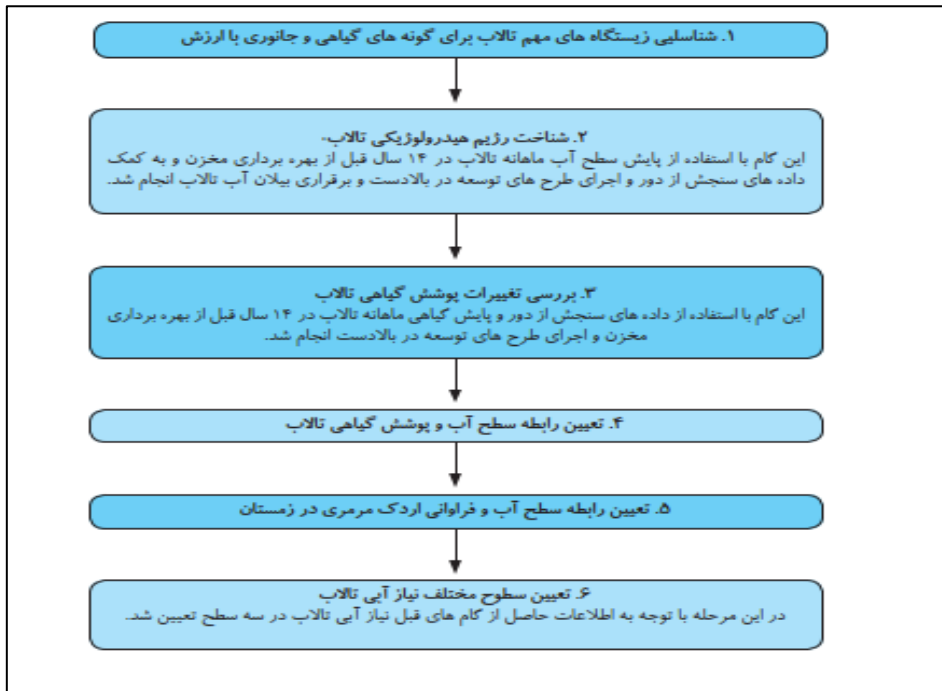 ۱. شناسلیی زیستگاه های مهم تالاب برای گونه های گیاهی و جانوری با ارزش
۲. شناخت رژیم هیدرولوژیکی تالاب-
این کام با استفاده از پایش سطح آب ماهانه تالاب در ۱۴ سال قبل از بهره برداری مخزن و به کمک
داده های سنجش از دور و اجرای طرح های توسعه در بالادست و برقراری بیلان آب تالاب انجام شد.
۳. بررسی تغییرات پوشش گیاهی تالاب
این کام با استفاده از داده های سنجش از دور و پایش گیاهی ماهانه تالاب در ۱۴ سال قبل از بهره برداری
مخزن و اجرای طرح های توسعه در بالادست انجام شد.
۴. تعیین رابطه سطح آب و پوشش گیاهی تالاب
۵. تعیین رابطه سطح آب و فراوانی اردک مرمری در زمستان
۶. تعیین سطوح مختلف نیاز آبی تالاب
در این مرحله با توجه به اطلاعات حاصل از کام های قبل نیاز آبی تالاب در سه سطح تعیین شد.